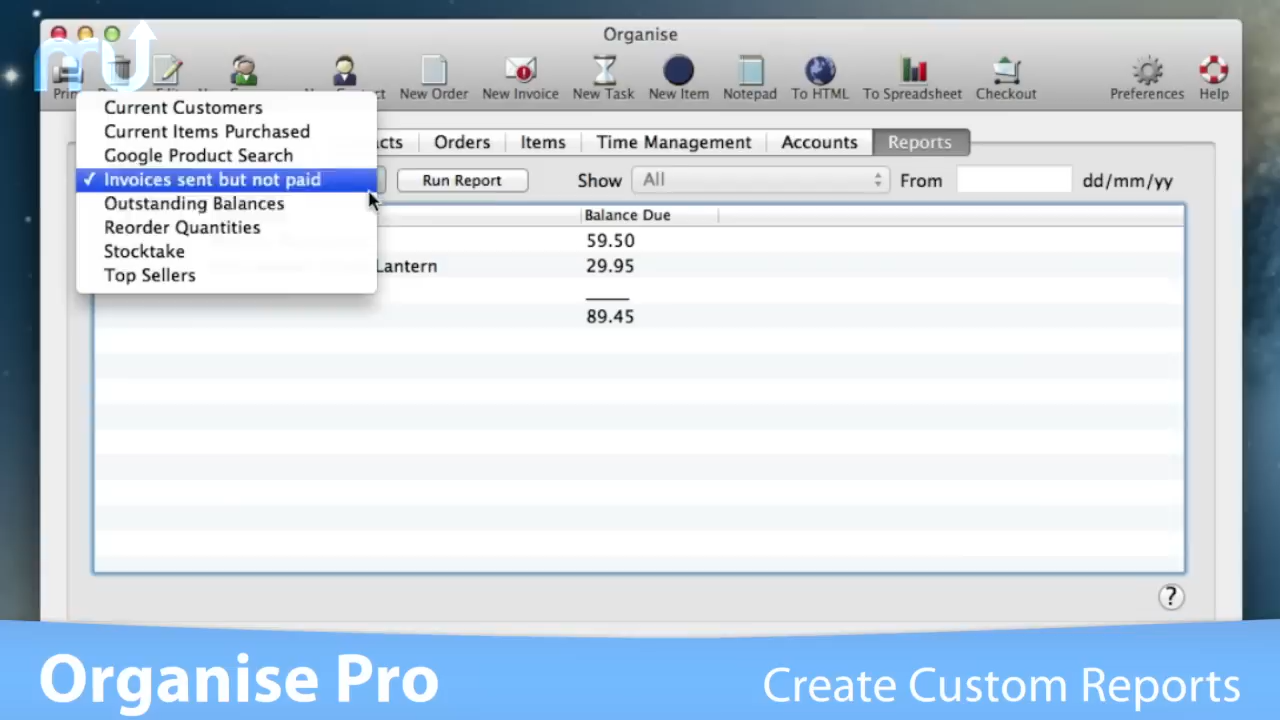 Organise
MU
New Order New Invoice New Task New Item Notepad To HTML To Spreadsheet Checkout Preferences Help
Orders Items Time Management Accounts Reports
Current Customers
Current Items Purchased
Google Product Search
✓ Invoices sent but not paid
Outstanding Balances
Reorder Quantities
Stocktake
Top Sellers
Run Report Show All From dd/mm/yy
Balance Due
59.50
Lantern 29.95
89.45
?
Organise Pro
Create Custom Reports